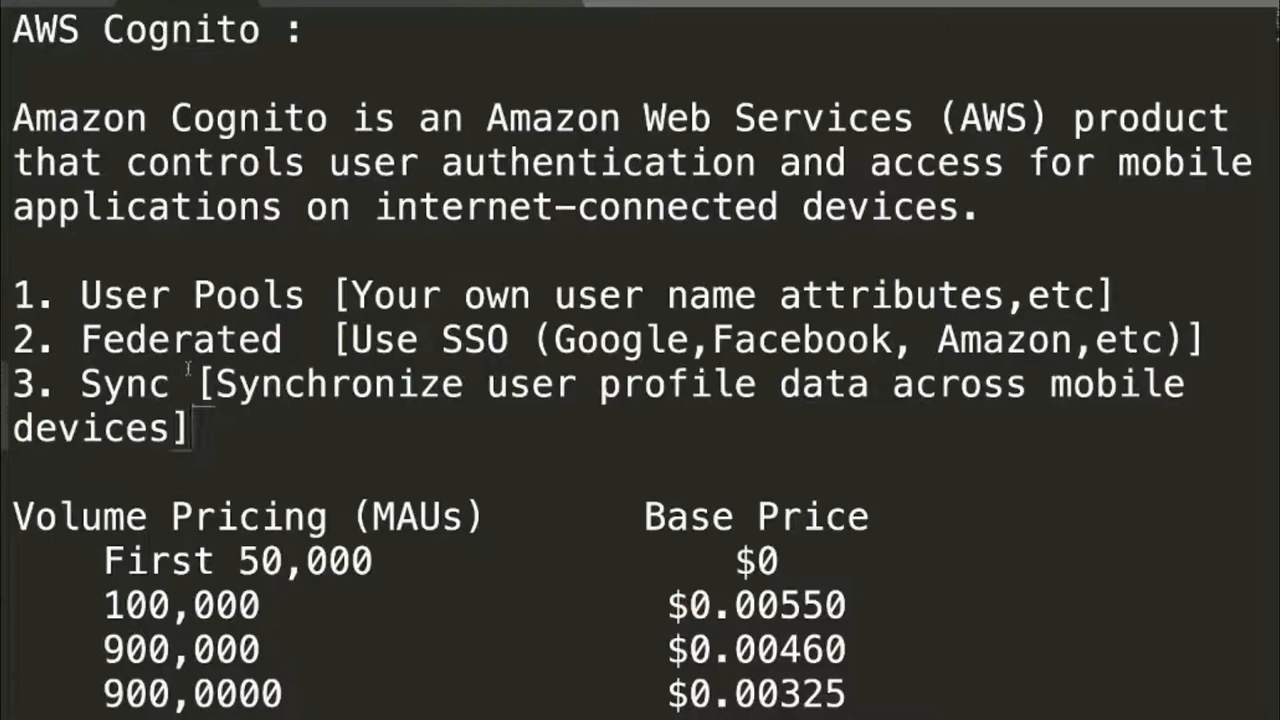 AWS Cognito :
Amazon Cognito is an Amazon Web Services (AWS) product
that controls user authentication and access for mobile
applications on internet-connected devices.
1. User Pools [Your own user name attributes,etc]
2. Federated  [Use SSO (Google,Facebook, Amazon,etc)]
3. Sync [Synchronize user profile data across mobile
devices]
Volume Pricing (MAUs) Base Price
First 50,000 $0
100,000 $0.00550
900,000 $0.00460
900,0000 $0.00325